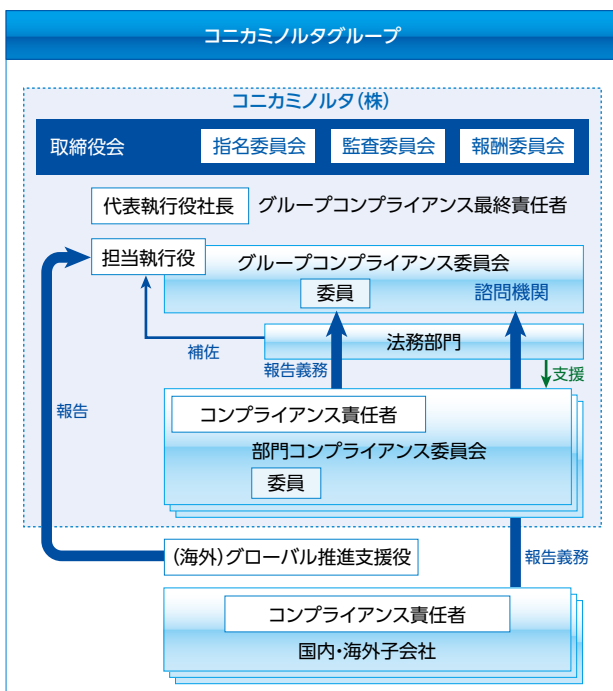 コニカミノルタグループ
コニカミノルタ(株)
取締役会
指名委員会
監査委員会
報酬委員会
代表執行役社長
グループコンプライアンス最終責任者
担当執行役
グループコンプライアンス委員会
委員
諮問機関
法務部門
補佐
報告義務
支援
報告
コンプライアンス責任者
部門コンプライアンス委員会
委員
(海外)グローバル推進支援役
報告義務
コンプライアンス責任者
国内・海外子会社